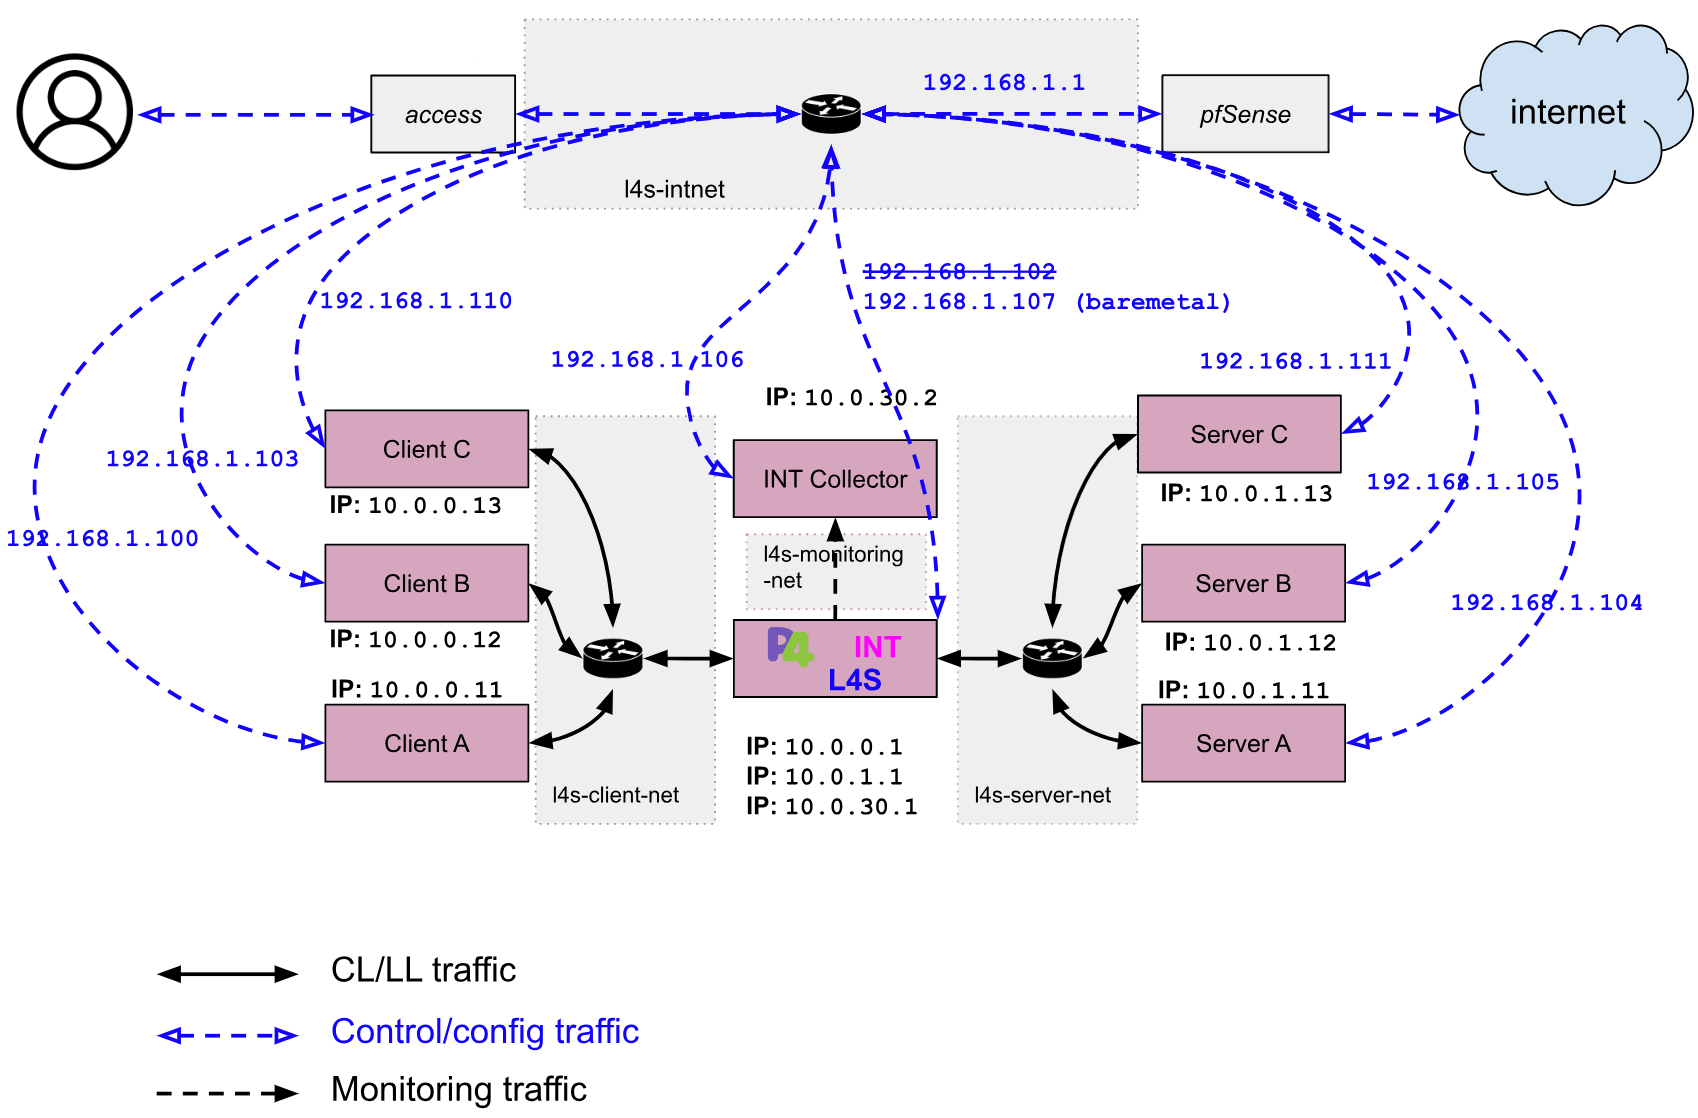 192.168.1.1
access
pfSense
internet
l4s-intnet
192.168.1.102
192.168.1.107 (baremetal)
192.168.1.110
192.168.1.106
192.168.1.111
IP: 10.0.30.2
Client C
INT Collector
Server C
192.168.1.103
IP: 10.0.0.13
IP: 10.0.1.13
192.168.1.105
192.168.1.100
l4s-monitoring
-net
Client B
Server B
192.168.1.104
IP: 10.0.0.12
IP: 10.0.1.12
P4 INT
L4S
IP: 10.0.0.11
IP: 10.0.1.11
Client A
Server A
IP: 10.0.0.1
IP: 10.0.1.1
IP: 10.0.30.1
l4s-client-net
l4s-server-net
CL/LL traffic
Control/config traffic
Monitoring traffic